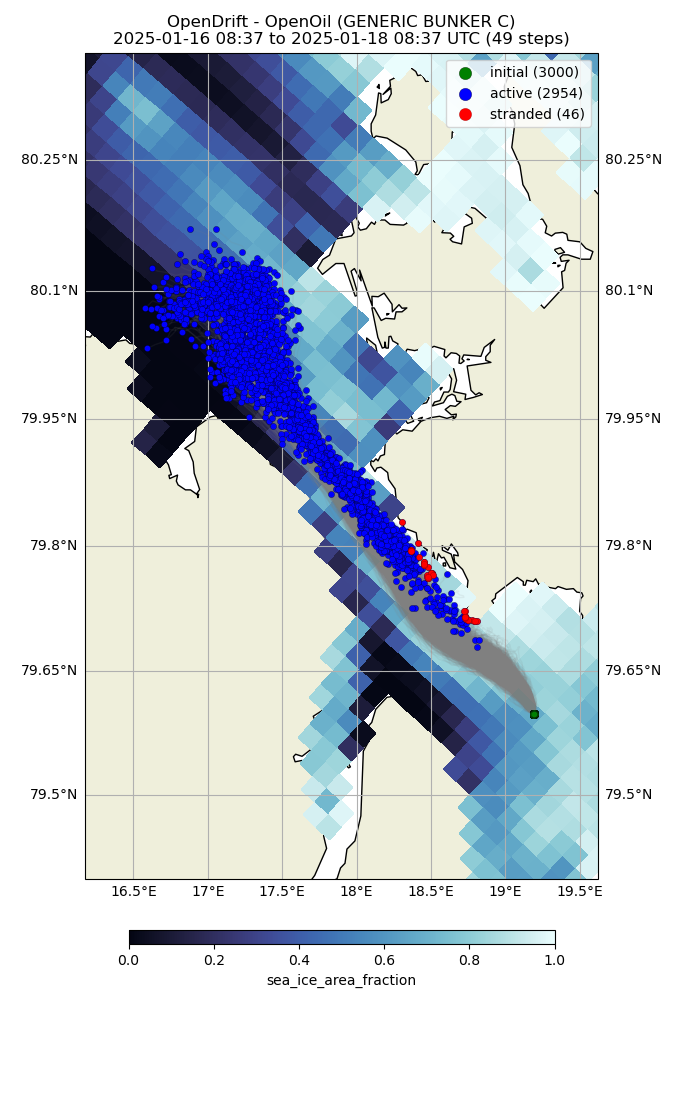 OpenDrift - OpenOil (GENERIC BUNKER C)
2025-01-16 08:37 to 2025-01-18 08:37 UTC (49 steps)
initial (3000)
active (2954)
stranded (46)
80.25°N 80.25°N
80.1°N 80.1°N
79.95°N 79.95°N
79.8°N 79.8°N
79.65°N 79.65°N
79.5°N 79.5°N
16.5°E 17°E 17.5°E 18°E 18.5°E 19°E 19.5°E
0.0 0.2 0.4 0.6 0.8 1.0
sea_ice_area_fraction